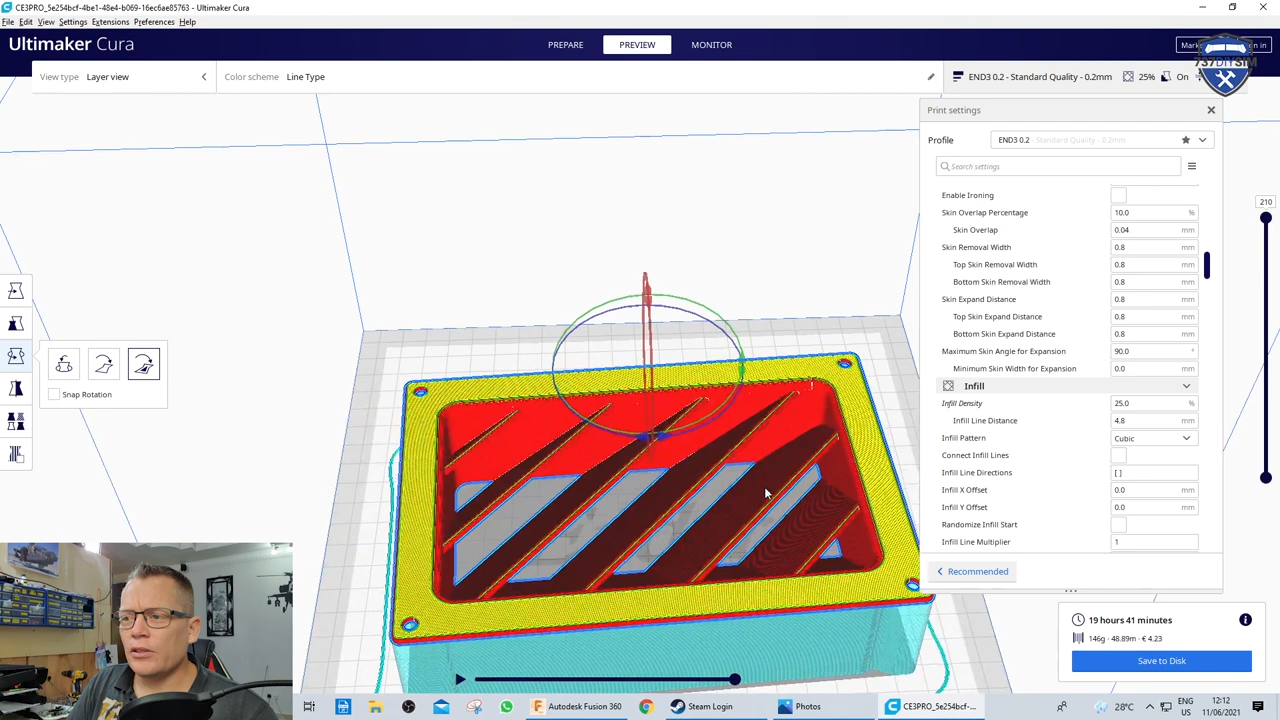 CE3PRO_5e254bcf-4be1-48e4-b069-16ec6ae85763 - Ultimaker Cura
File Edit View Settings Extensions Preferences Help
Ultimaker Cura
PREPARE PREVIEW MONITOR
View type Layer view
Color scheme Line Type
END3 0.2 - Standard Quality - 0.2mm 25% On
737DIYSIM
Print settings
Profile END3 0.2 - Standard Quality - 0.2mm
Search settings
Enable Ironing
Skin Overlap Percentage 10.0 %
Skin Overlap 0.04 mm
Skin Removal Width 0.8 mm
Top Skin Removal Width 0.8 mm
Bottom Skin Removal Width 0.8 mm
Skin Expand Distance 0.8 mm
Top Skin Expand Distance 0.8 mm
Bottom Skin Expand Distance 0.8 mm
Maximum Skin Angle for Expansion 90.0 °
Minimum Skin Width for Expansion 0.0 mm
Infill
Infill Density 25.0 %
Infill Line Distance 4.8 mm
Infill Pattern Cubic
Connect Infill Lines
Infill Line Directions [ ]
Infill X Offset 0.0 mm
Infill Y Offset 0.0 mm
Randomize Infill Start
Infill Line Multiplier 1
Recommended
210
Snap Rotation
19 hours 41 minutes
146g · 48.89m · € 4.23
Save to Disk
Autodesk Fusion 360
Steam Login
Photos
CE3PRO_5e254bcf-...
28°C
ENG
US
12:12
11/06/2021